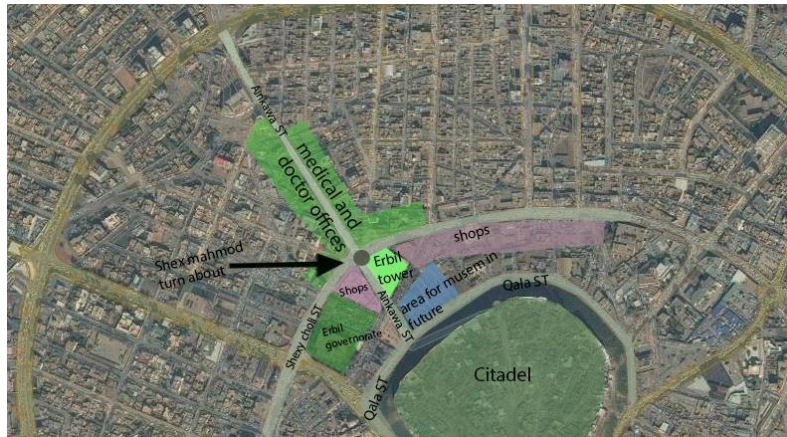 Ainkawa ST
medical and
doctor offices
shops
Shex mahmod
turn about
Erbil
tower
Shops
area for musem in
future
Ainkawa ST
Qala ST
Erbil
governorate
Shexy chol ST
Qala ST
Citadel